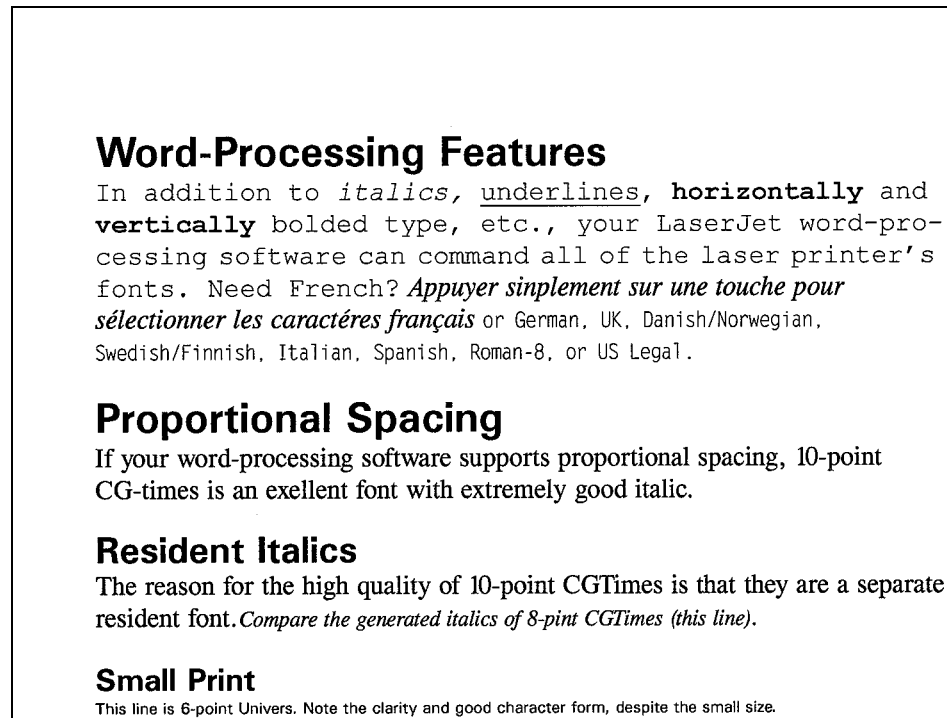 Word-Processing Features
In addition to italics, underlines, horizontally and
vertically bolded type, etc., your LaserJet word-pro-
cessing software can command all of the laser printer's
fonts. Need French? Appuyer sinplement sur une touche pour
sélectionner les caractéres français or German, UK, Danish/Norwegian,
Swedish/Finnish, Italian, Spanish, Roman-8, or US Legal.
Proportional Spacing
If your word-processing software supports proportional spacing, 10-point
CG-times is an exellent font with extremely good italic.
Resident Italics
The reason for the high quality of 10-point CGTimes is that they are a separate
resident font. Compare the generated italics of 8-pint CGTimes (this line).
Small Print
This line is 6-point Univers. Note the clarity and good character form, despite the small size.